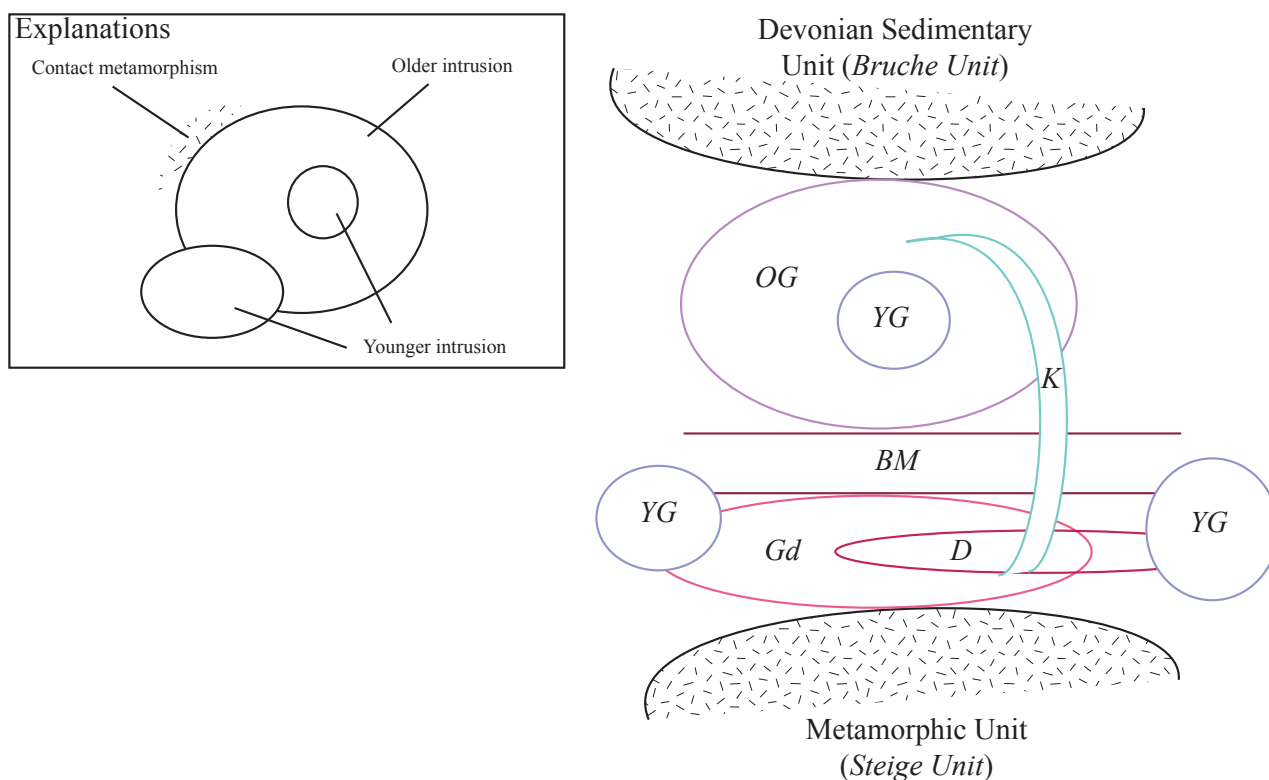 Explanations
Contact metamorphism
Older intrusion
Younger intrusion
Devonian Sedimentary
Unit (Bruche Unit)
OG
YG
K
BM
YG
YG
Gd
D
Metamorphic Unit
(Steige Unit)